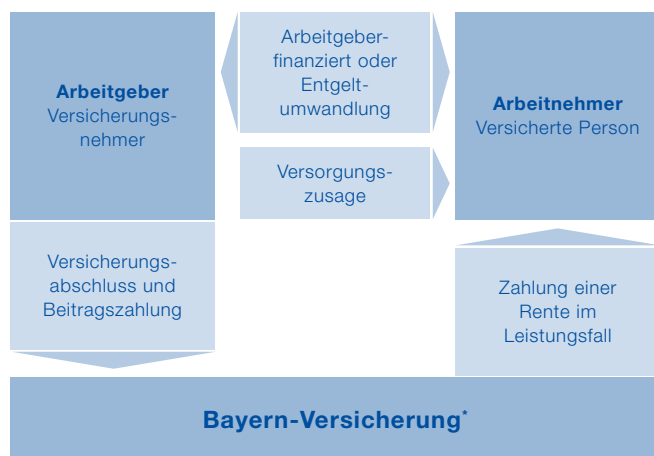 Arbeitgeber
Versicherungs-
nehmer
Arbeitgeber-
finanziert oder
Entgelt-
umwandlung
Versorgungs-
zusage
Arbeitnehmer
Versicherte Person
Versicherungs-
abschluss und
Beitragszahlung
Zahlung einer
Rente im
Leistungsfall
Bayern-Versicherung*